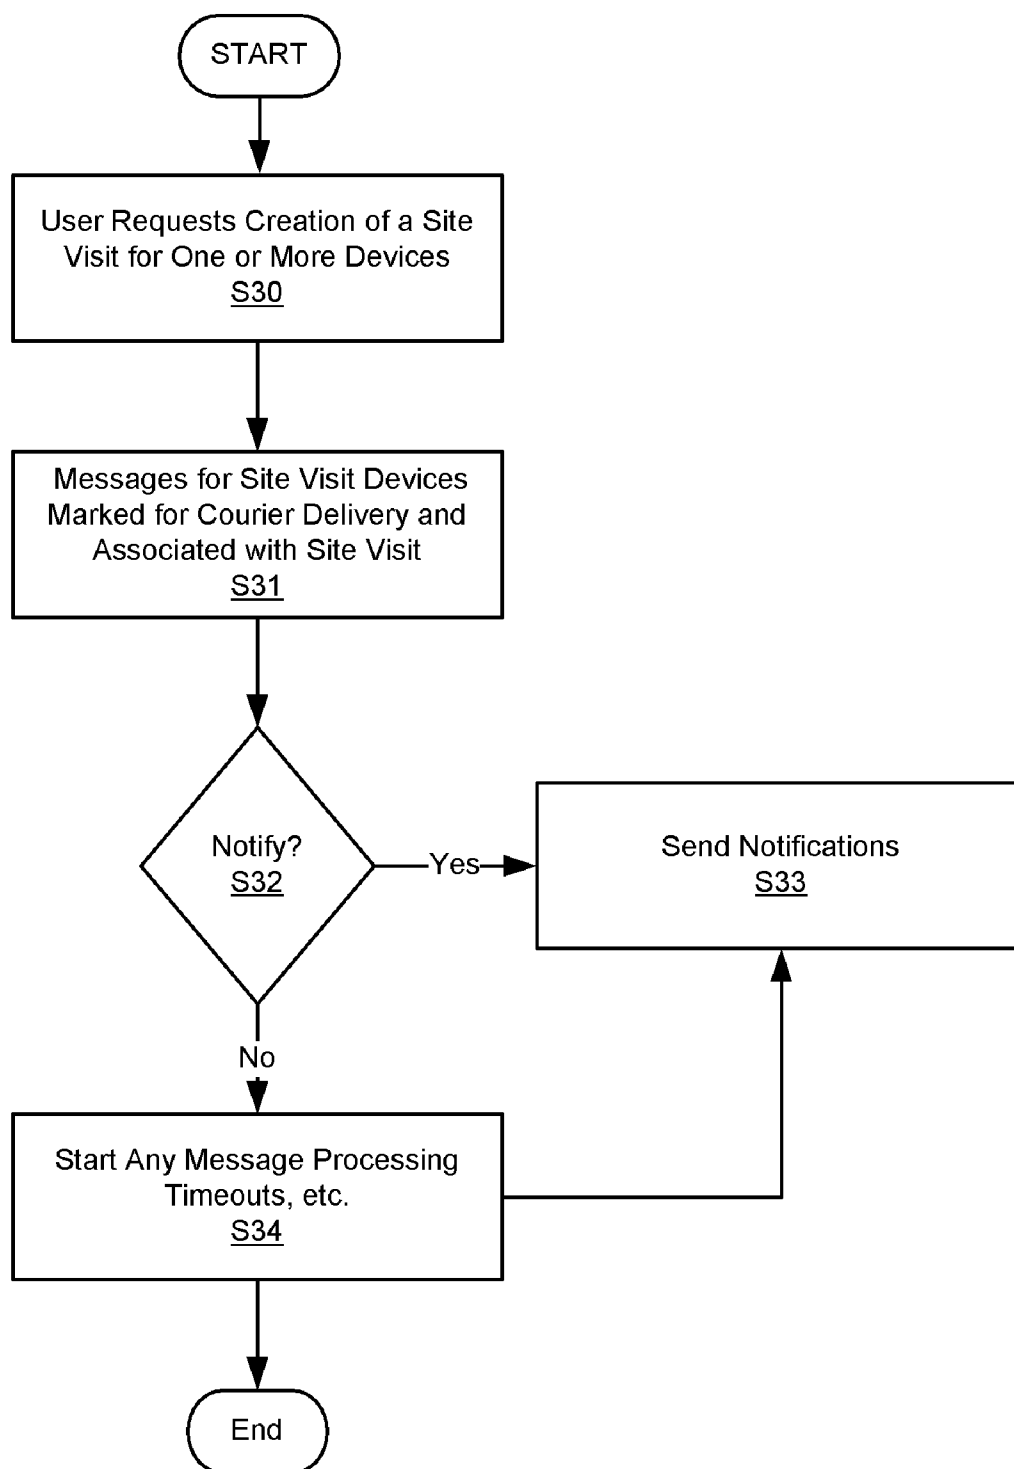 START
User Requests Creation of a Site
Visit for One or More Devices
S30
Messages for Site Visit Devices
Marked for Courier Delivery and
Associated with Site Visit
S31
Notify?
S32
Yes
Send Notifications
S33
No
Start Any Message Processing
Timeouts, etc.
S34
End